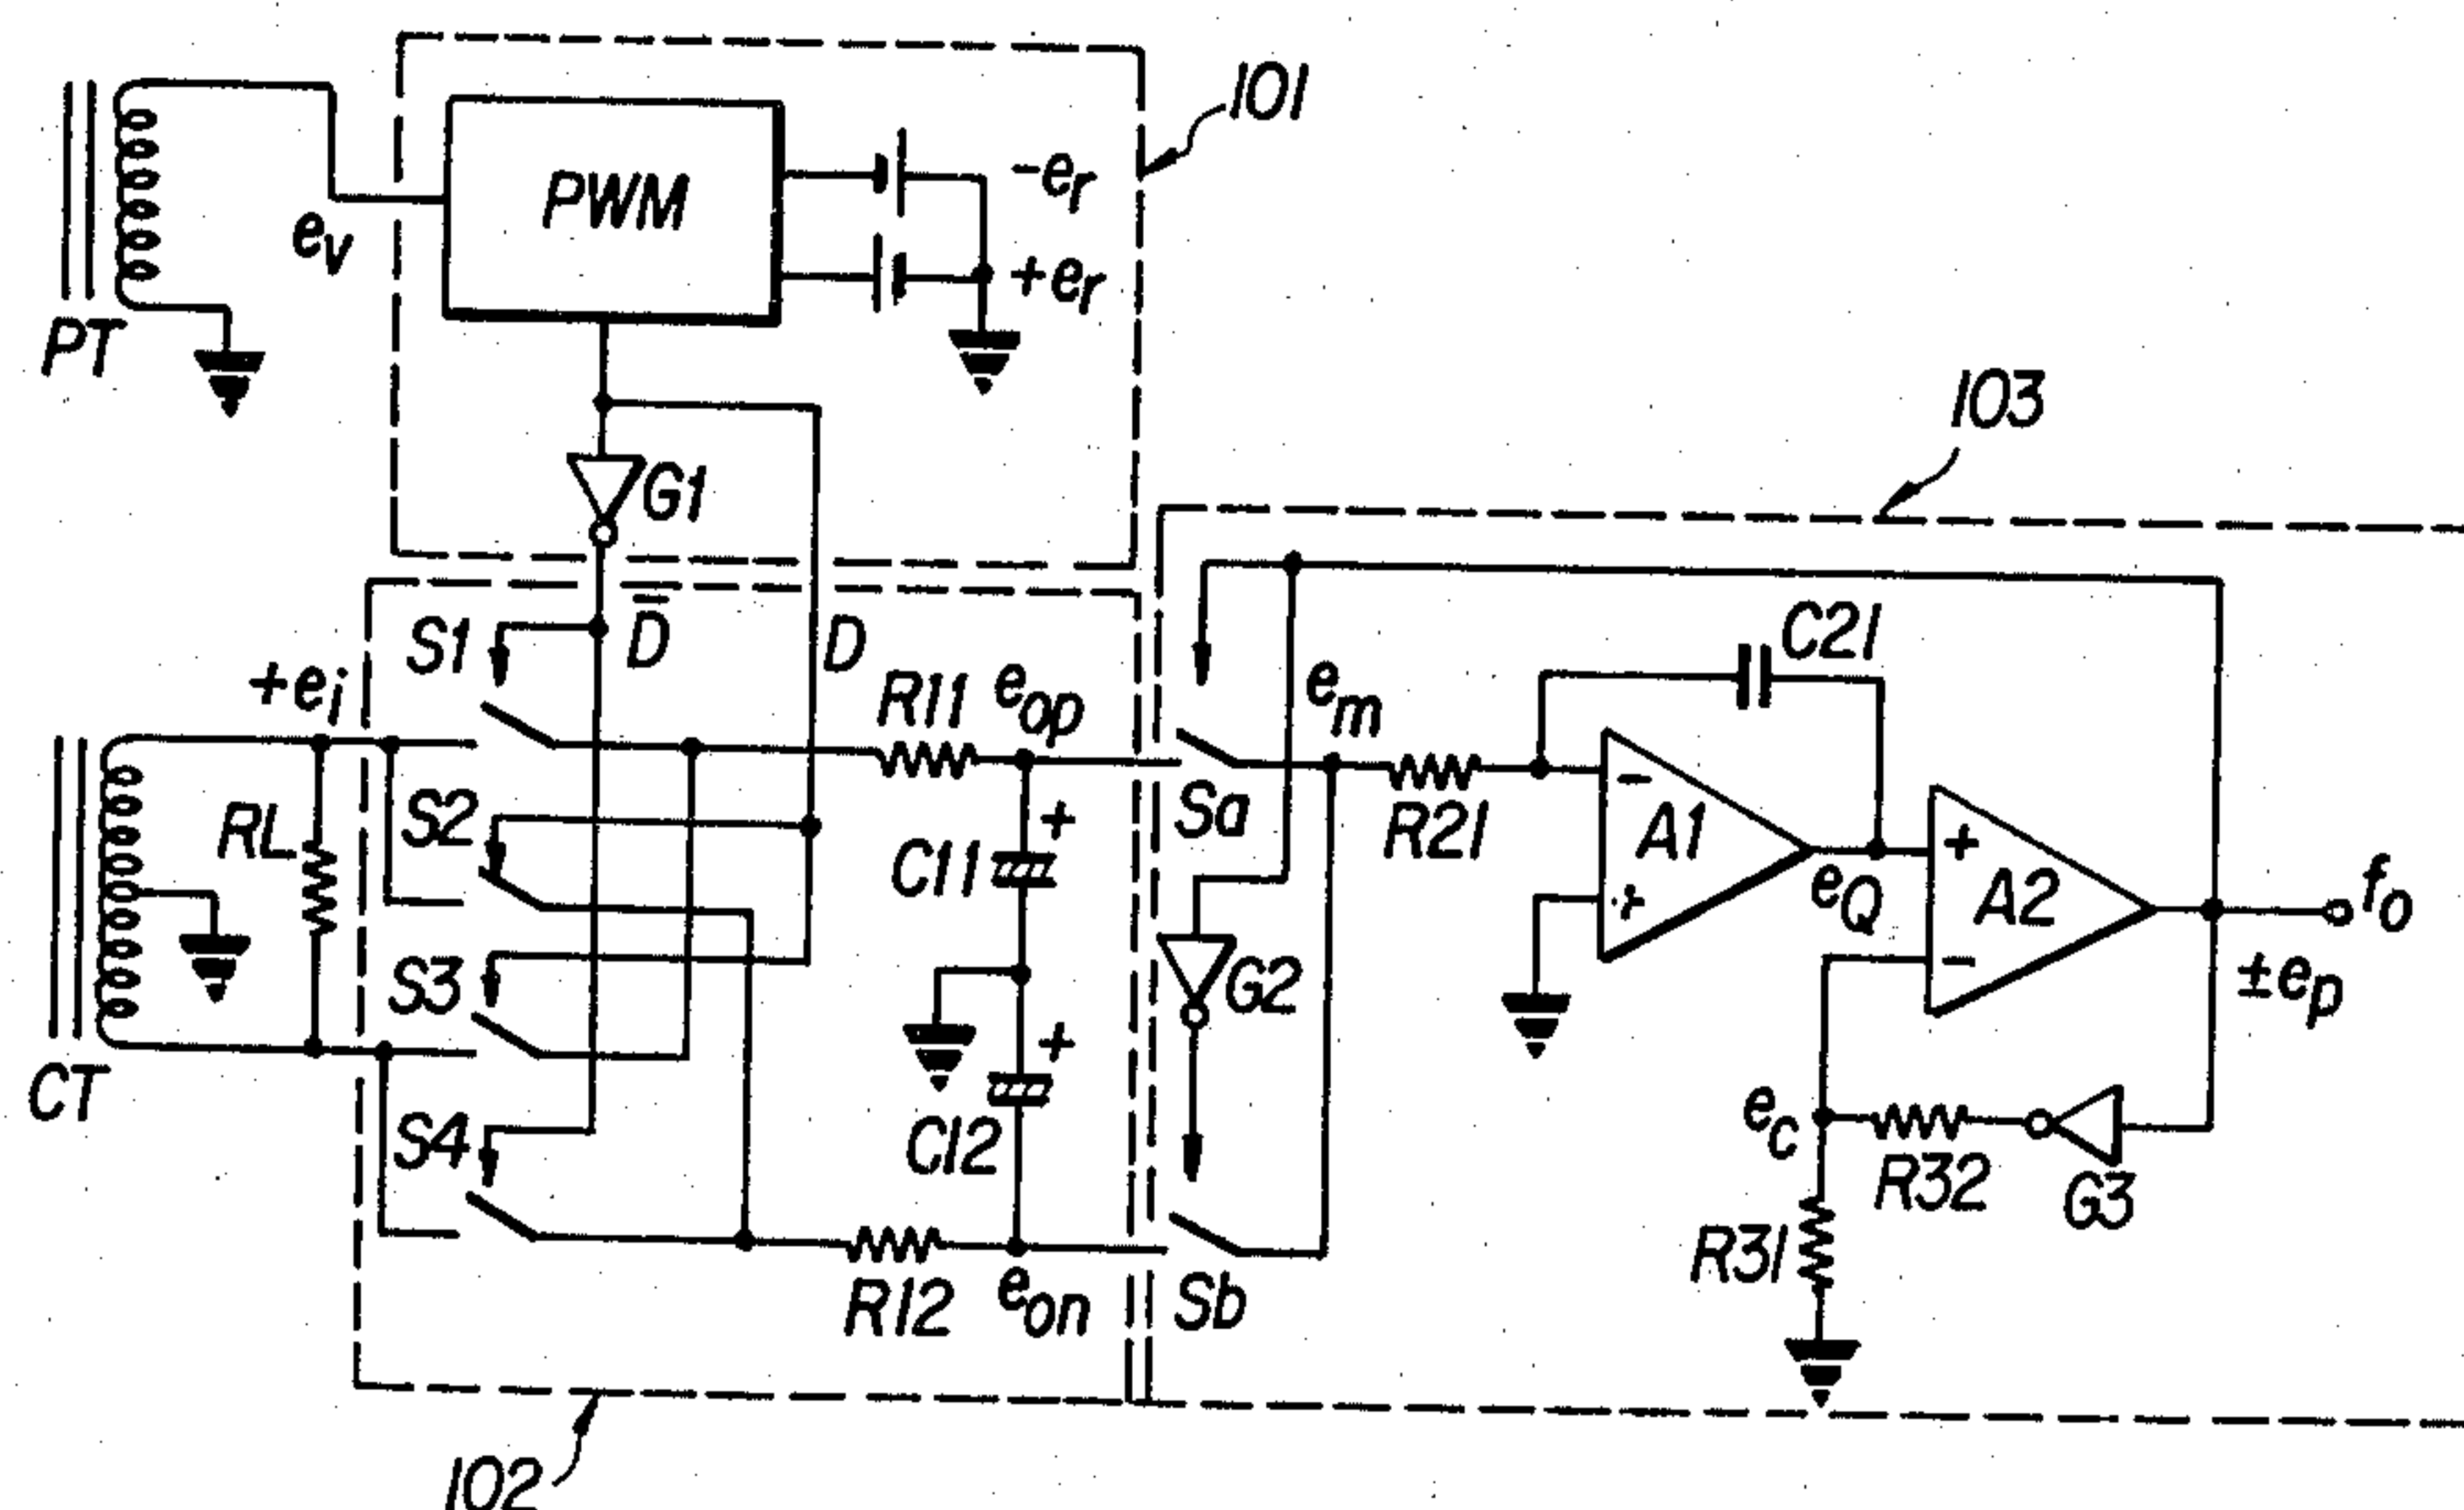 101
PWM
-er
ev
+er
PT
103
G1
S1
D̅
D
C21
+ei
R11
eop
em
S2
RL
Sa
-
A1
+
C11
R21
+
A2
fo
eQ
+
S3
G2
-
±ep
+
CT
S4
C12
ec
R32
G3
R31
R12
eon
Sb
102